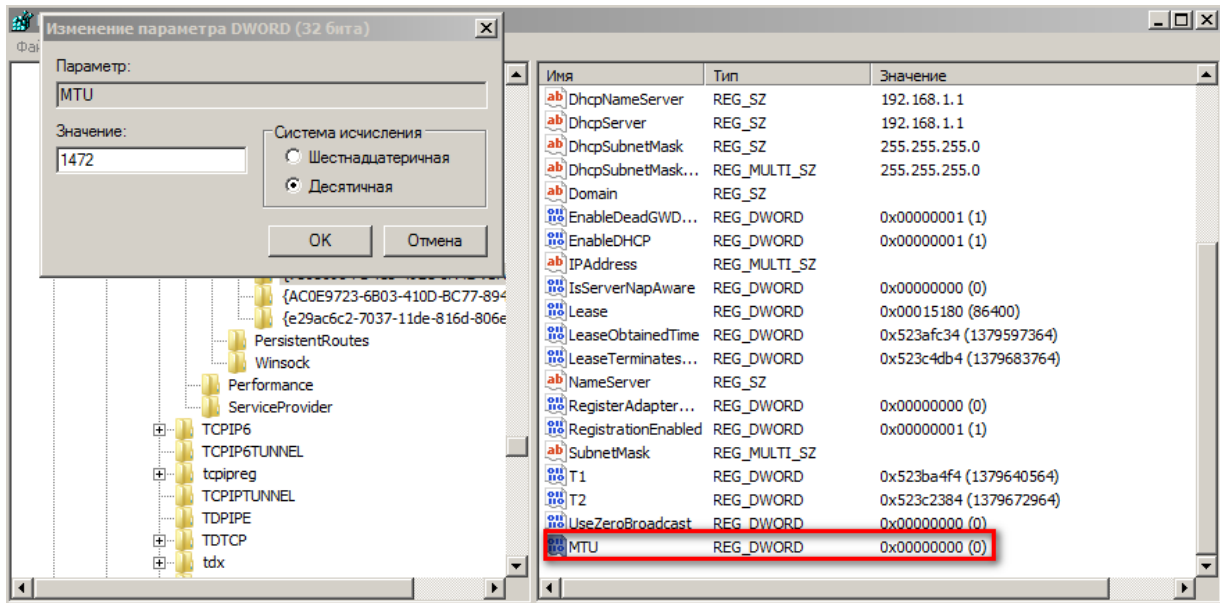 Изменение параметра DWORD (32 бита)
Фай
Параметр:
MTU
Значение:
1472
Система исчисления
Шестнадцатеричная
Десятичная
OK
Отмена
{AC0E9723-6B03-410D-BC77-894
{e29ac6c2-7037-11de-816d-806e
PersistentRoutes
Winsock
Performance
ServiceProvider
TCPIP6
TCPIP6TUNNEL
tcpipreg
TCPIPTUNNEL
TDPIPE
TDTCP
tdx
Имя Тип Значение
DhcpNameServer REG_SZ 192.168.1.1
DhcpServer REG_SZ 192.168.1.1
DhcpSubnetMask REG_SZ 255.255.255.0
DhcpSubnetMask... REG_MULTI_SZ 255.255.255.0
Domain REG_SZ
EnableDeadGWD... REG_DWORD 0x00000001 (1)
EnableDHCP REG_DWORD 0x00000001 (1)
IPAddress REG_MULTI_SZ
IsServerNapAware REG_DWORD 0x00000000 (0)
Lease REG_DWORD 0x00015180 (86400)
LeaseObtainedTime REG_DWORD 0x523afc34 (1379597364)
LeaseTerminates... REG_DWORD 0x523c4db4 (1379683764)
NameServer REG_SZ
RegisterAdapter... REG_DWORD 0x00000000 (0)
RegistrationEnabled REG_DWORD 0x00000001 (1)
SubnetMask REG_MULTI_SZ
T1 REG_DWORD 0x523ba4f4 (1379640564)
T2 REG_DWORD 0x523c2384 (1379672964)
UseZeroBroadcast REG_DWORD 0x00000000 (0)
MTU REG_DWORD 0x00000000 (0)